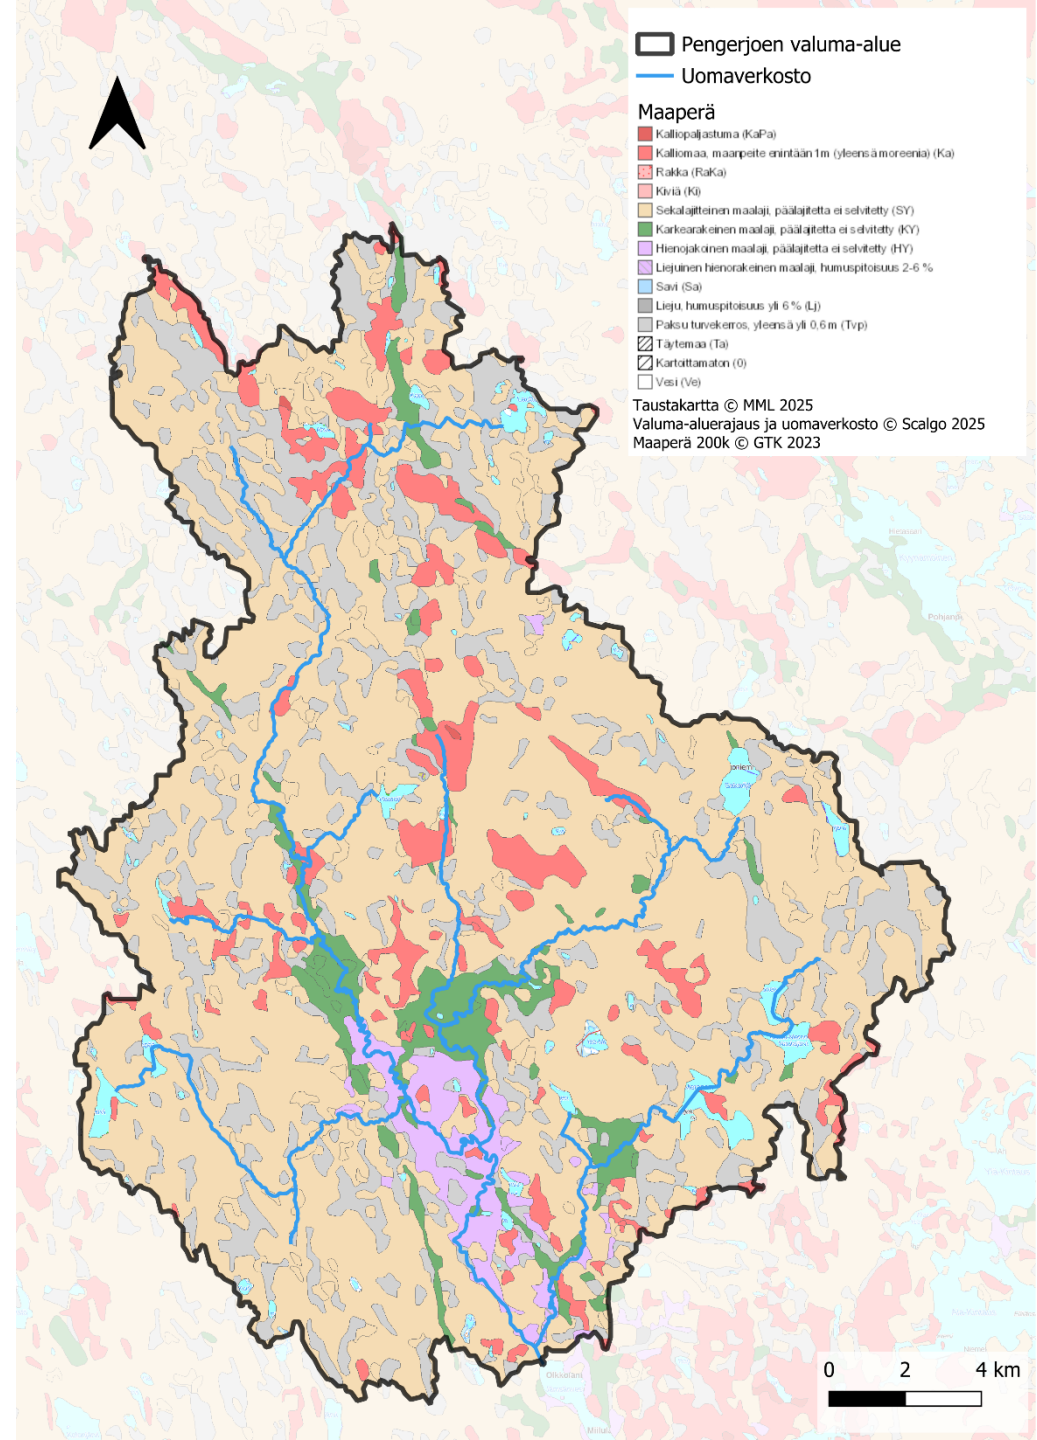 Pengerjoen valuma-alue
Uomaverkosto
Maaperä
Kalliopaljastuma (KaPa)
Kalliomaa, maanpeite enintään 1m (yleensä moreenia) (Ka)
Rakka (RaKa)
Kiviä (Ki)
Sekalajitteinen maalaji, päälajitetta ei selvitetty (SY)
Karkearakeinen maalaji, päälajitetta ei selvitetty (KY)
Hienojakoinen maalaji, päälajitetta ei selvitetty (HY)
Liejuinen hienorakeinen maalaji, humuspitoisuus 2-6 %
Savi (Sa)
Lieju, humuspitoisuus yli 6 % (Lj)
Paksu turvekerros, yleensä yli 0,6 m (Tvp)
Täytemaa (Ta)
Kartoittamaton (0)
Vesi (Ve)
Taustakartta © MML 2025
Valuma-aluerajaus ja uomaverkosto © Scalgo 2025
Maaperä 200k © GTK 2023
0 2 4 km